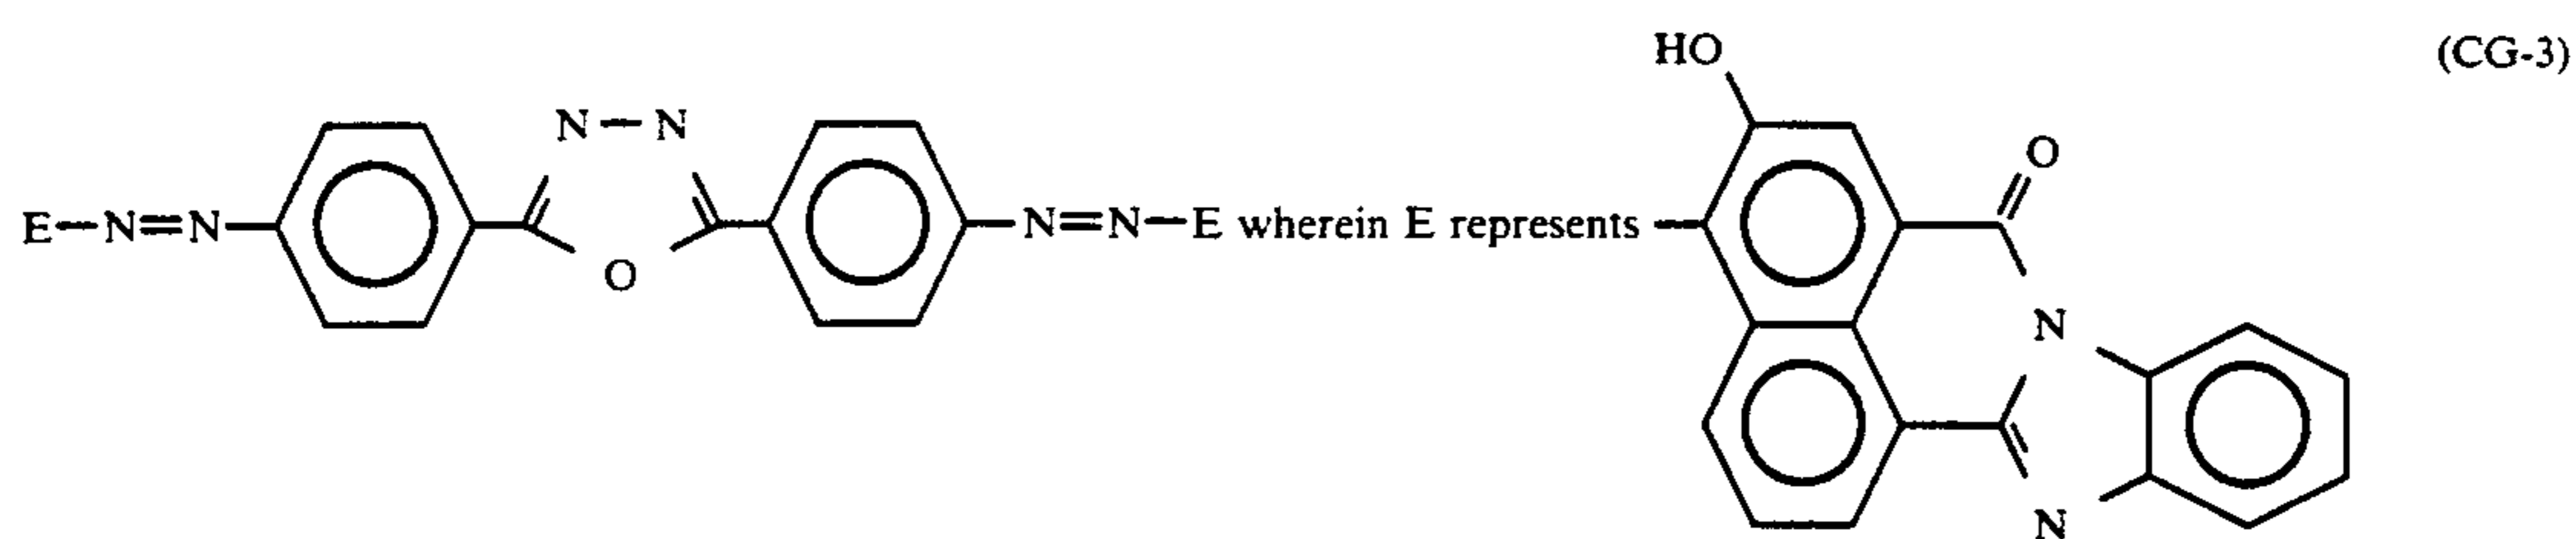 HO
(CG-3)
N — N
O
E—N=N
O
N=N—E wherein E represents
N
N